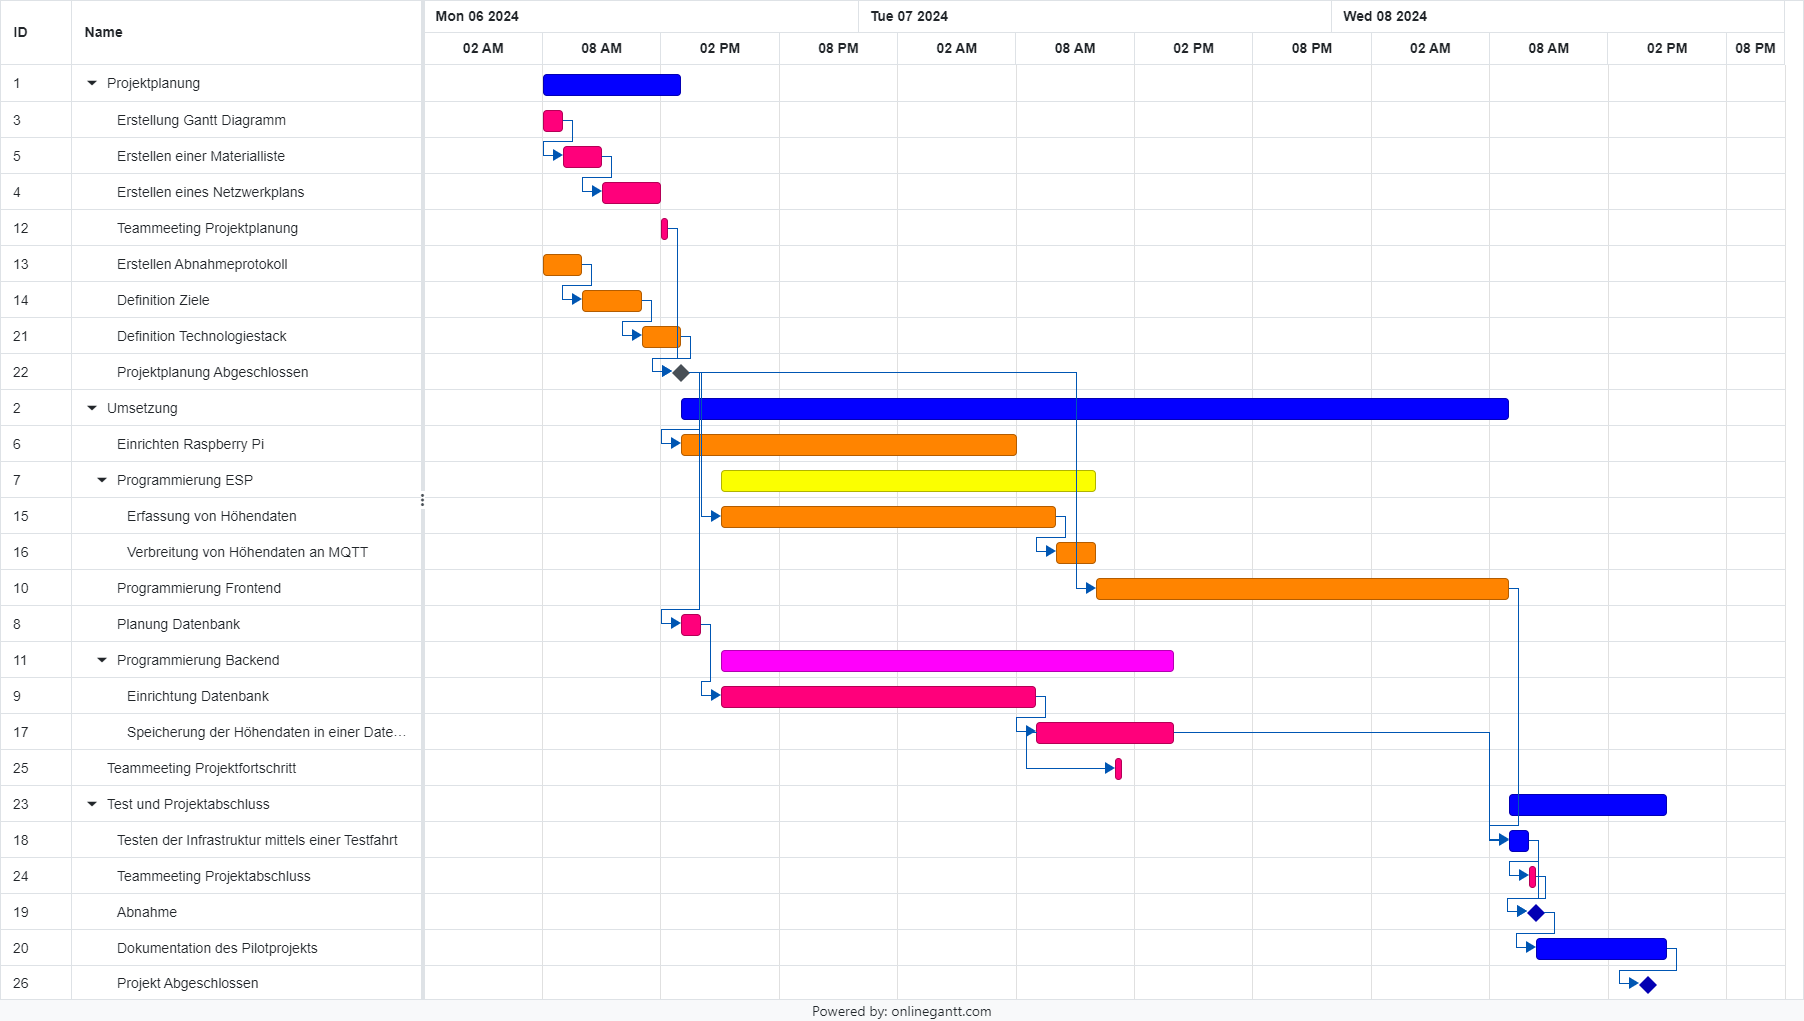 ID Name Mon 06 2024 Tue 07 2024 Wed 08 2024
02 AM 08 AM 02 PM 08 PM 02 AM 08 AM 02 PM 08 PM 02 AM 08 AM 02 PM 08 PM
1 Projektplanung
3 Erstellung Gantt Diagramm
5 Erstellen einer Materialliste
4 Erstellen eines Netzwerkplans
12 Teammeeting Projektplanung
13 Erstellen Abnahmeprotokoll
14 Definition Ziele
21 Definition Technologiestack
22 Projektplanung Abgeschlossen
2 Umsetzung
6 Einrichten Raspberry Pi
7 Programmierung ESP
15 Erfassung von Höhendaten
16 Verbreitung von Höhendaten an MQTT
10 Programmierung Frontend
8 Planung Datenbank
11 Programmierung Backend
9 Einrichtung Datenbank
17 Speicherung der Höhendaten in einer Date...
25 Teammeeting Projektfortschritt
23 Test und Projektabschluss
18 Testen der Infrastruktur mittels einer Testfahrt
24 Teammeeting Projektabschluss
19 Abnahme
20 Dokumentation des Pilotprojekts
26 Projekt Abgeschlossen
Powered by: onlinegantt.com